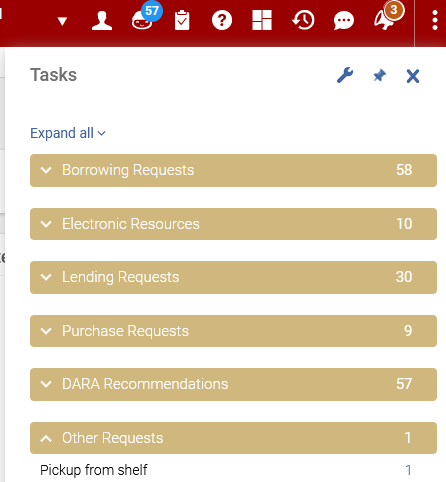 57
3
Tasks
Expand all
Borrowing Requests 58
Electronic Resources 10
Lending Requests 30
Purchase Requests 9
DARA Recommendations 57
Other Requests 1
Pickup from shelf 1